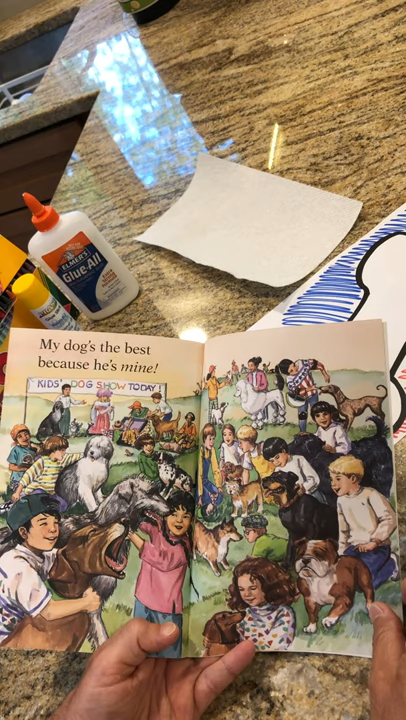 ELMER'S
Glue-All
My dog's the best
because he's mine!
KIDS' DOG SHOW TODAY!